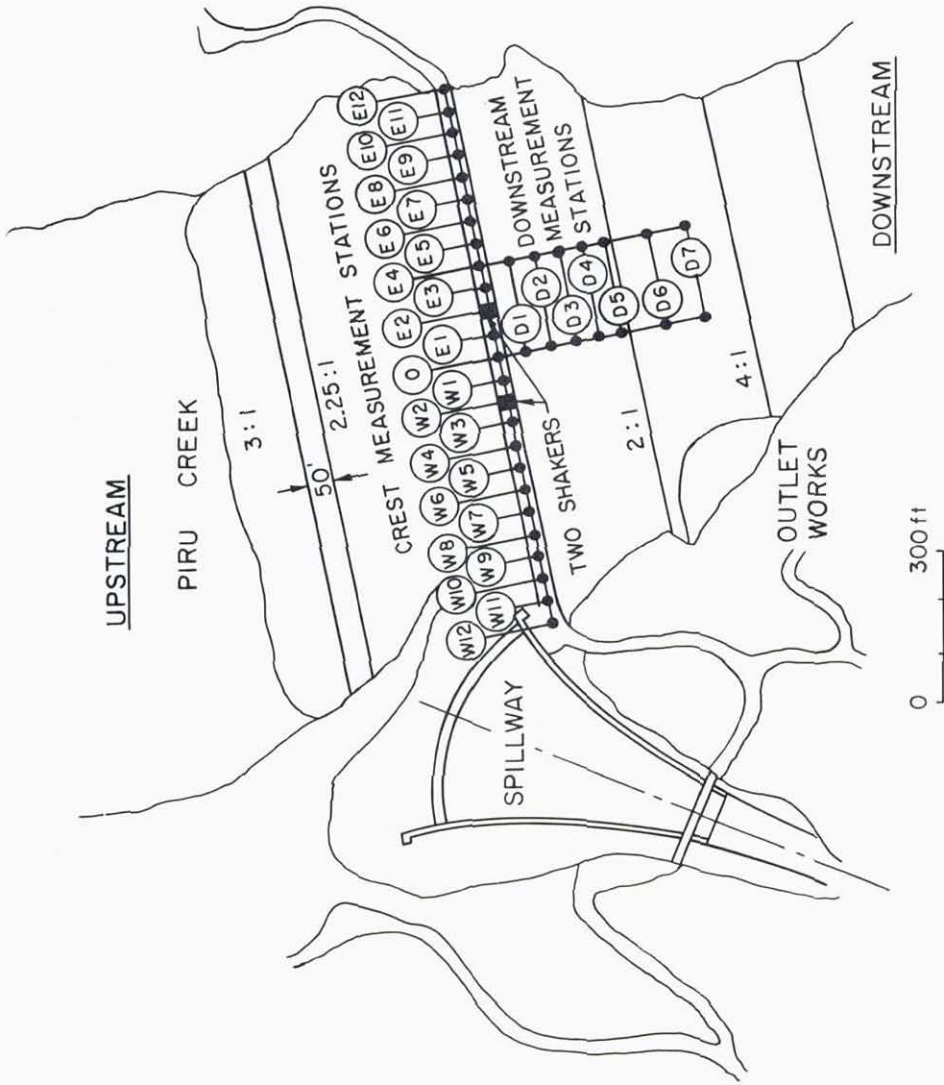 UPSTREAM
PIRU CREEK
3:1
50'
2.25:1
CREST MEASUREMENT STATIONS
W12
W11
W10
W9
W8
W7
W6
W5
W4
W3
W2
W1
O
E1
E2
E3
E4
E5
E6
E7
E8
E9
E10
E11
E12
DOWNSTREAM
MEASUREMENT
STATIONS
D1
D2
D3
D4
D5
D6
D7
TWO SHAKERS
SPILLWAY
2:1
4:1
OUTLET
WORKS
DOWNSTREAM
0 300 ft